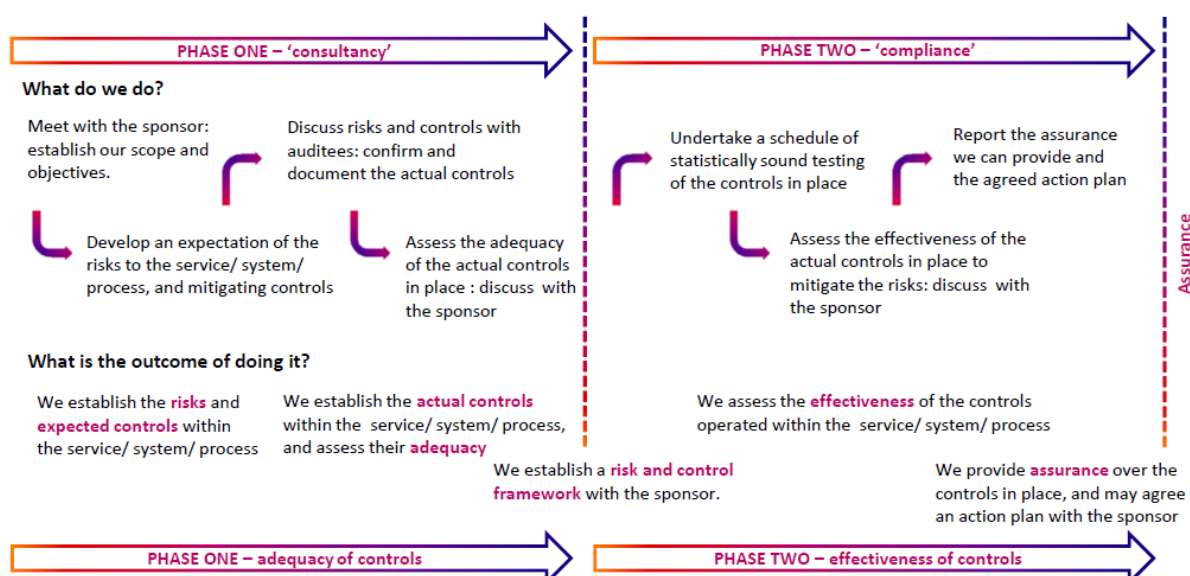 PHASE ONE – ‘consultancy’
PHASE TWO – ‘compliance’
What do we do?
Meet with the sponsor:
establish our scope and
objectives.
Discuss risks and controls with
auditees: confirm and
document the actual controls
Undertake a schedule of
statistically sound testing
of the controls in place
Report the assurance
we can provide and
the agreed action plan
Develop an expectation of the
risks to the service/ system/
process, and mitigating controls
Assess the adequacy
of the actual controls
in place : discuss with
the sponsor
Assess the effectiveness of the
actual controls in place to
mitigate the risks: discuss with
the sponsor
Assurance
What is the outcome of doing it?
We establish the risks and
expected controls within
the service/ system/ process
We establish the actual controls
within the service/ system/ process,
and assess their adequacy
We assess the effectiveness of the controls
operated within the service/ system/ process
We establish a risk and control
framework with the sponsor.
We provide assurance over the
controls in place, and may agree
an action plan with the sponsor
PHASE ONE – adequacy of controls
PHASE TWO – effectiveness of controls